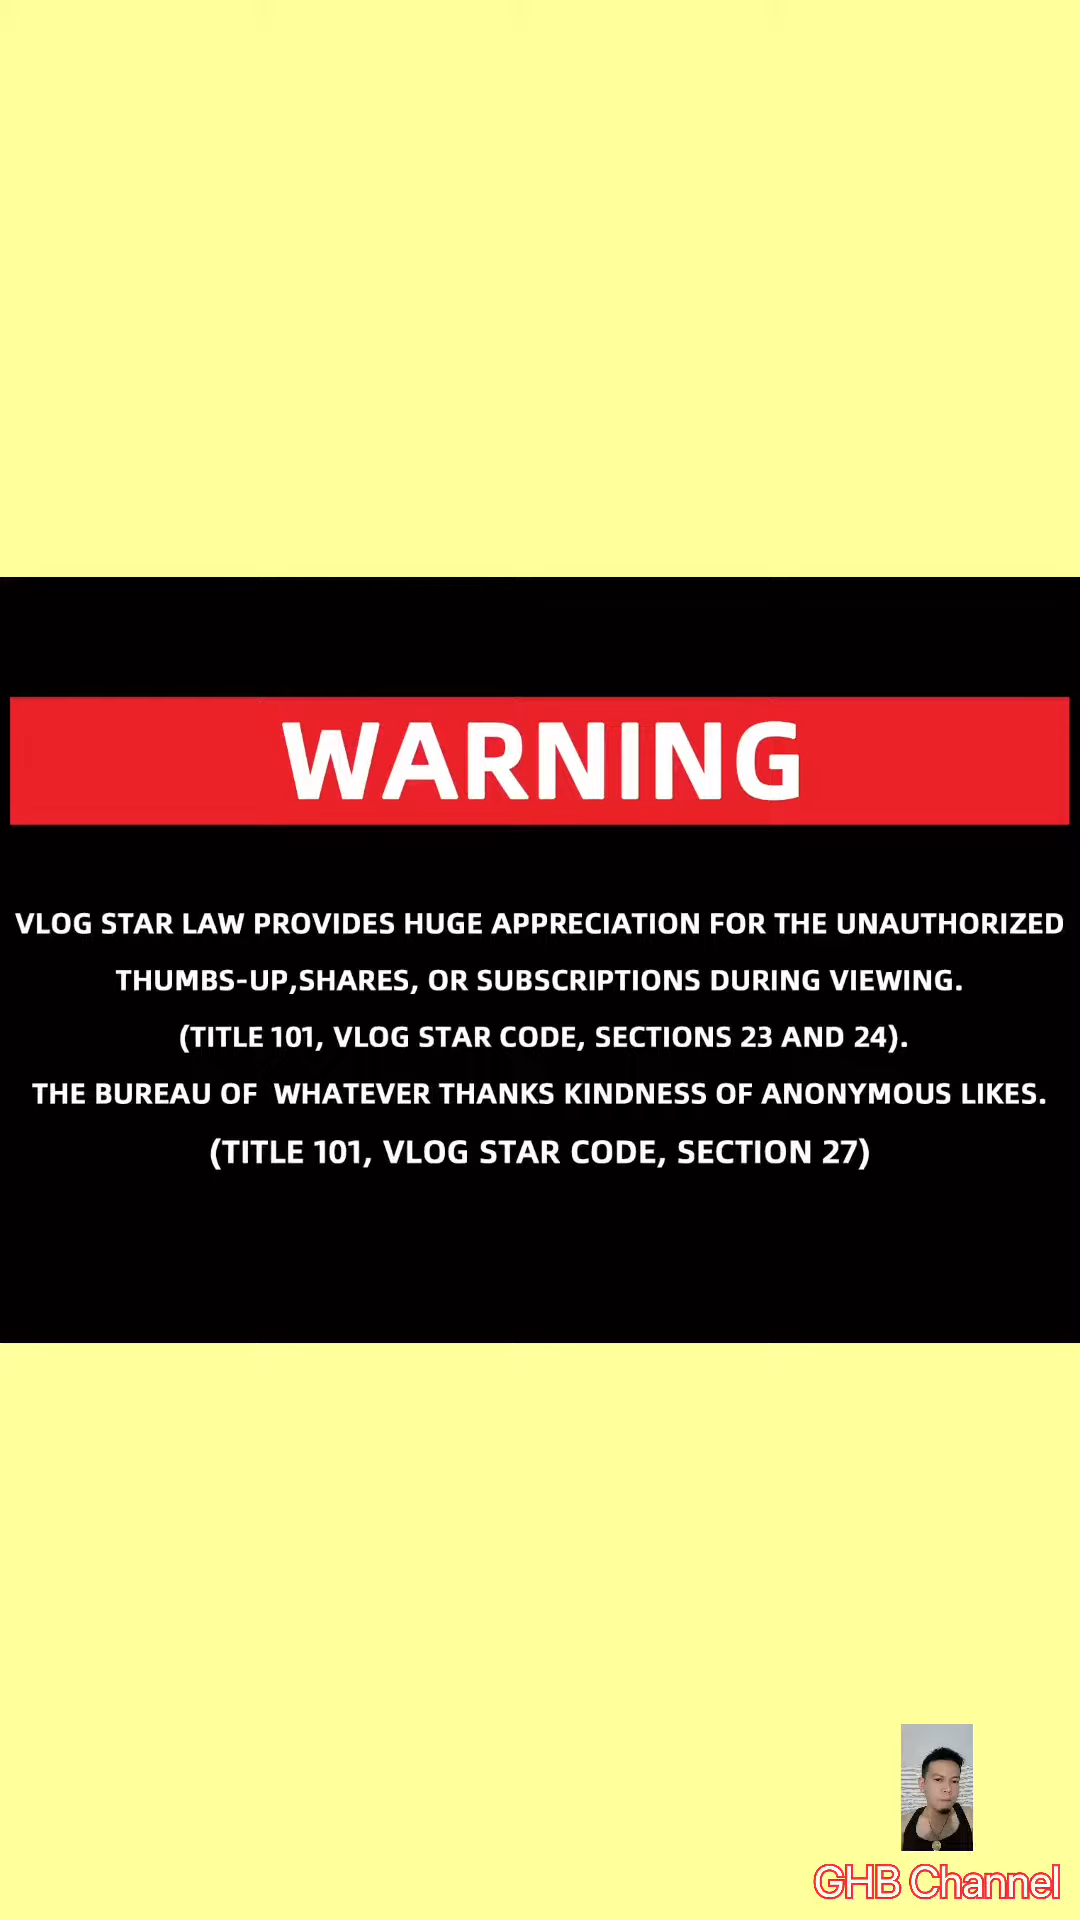 WARNING
VLOG STAR LAW PROVIDES HUGE APPRECIATION FOR THE UNAUTHORIZED
THUMBS-UP,SHARES, OR SUBSCRIPTIONS DURING VIEWING.
(TITLE 101, VLOG STAR CODE, SECTIONS 23 AND 24).
THE BUREAU OF  WHATEVER THANKS KINDNESS OF ANONYMOUS LIKES.
(TITLE 101, VLOG STAR CODE, SECTION 27)
GHB Channel